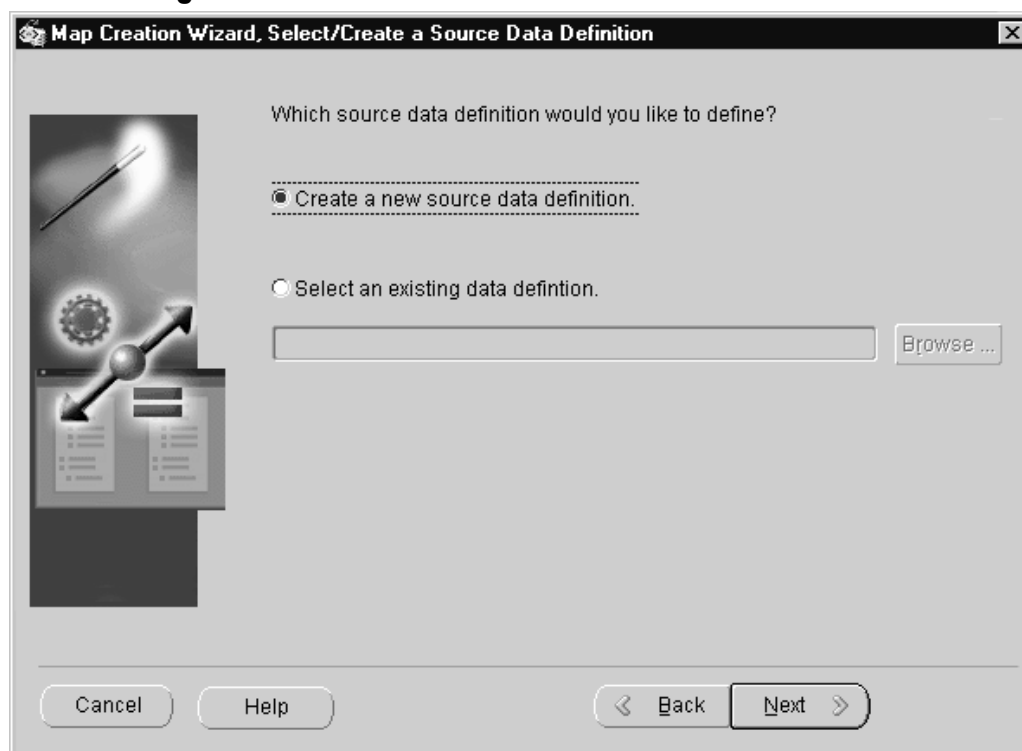 Map Creation Wizard, Select/Create a Source Data Definition
Which source data definition would you like to define?
Create a new source data definition.
Select an existing data defintion.
Browse ...
Cancel
Help
Back
Next